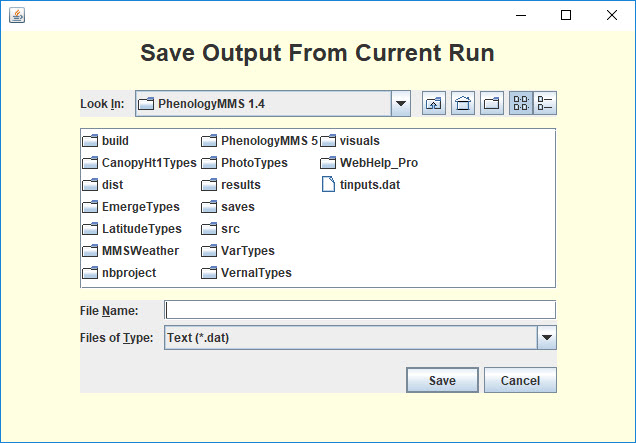 Save Output From Current Run
Look In: PhenologyMMS 1.4
build PhenologyMMS 5 visuals
CanopyHt1Types PhotoTypes WebHelp_Pro
dist results tinputs.dat
EmergeTypes saves
LatitudeTypes src
MMSWeather VarTypes
nbproject VernalTypes
File Name:
Files of Type: Text (*.dat)
Save Cancel